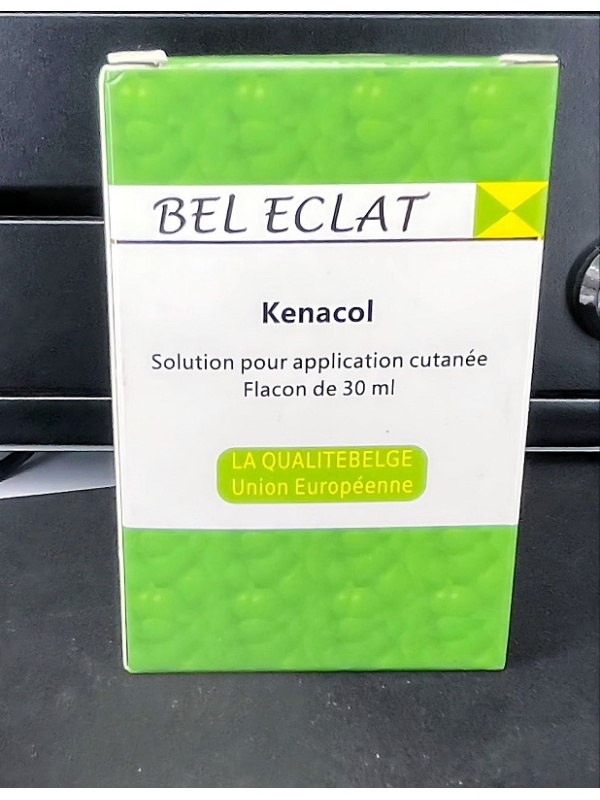 BEL ECLAT
Kenacol
Solution pour application cutanée
Flacon de 30 ml
LA QUALITEBELGE
Union Européenne